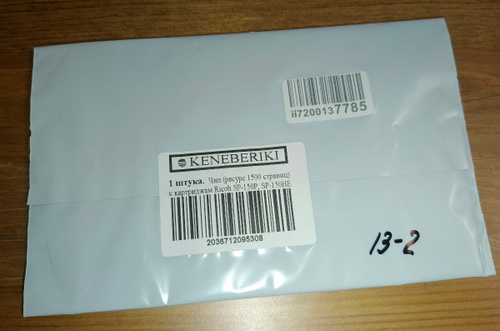 ii7200137785
KENEBERIKI
1 штука. Чип (ресурс 1500 страниц)
к картриджам Ricoh SP-150P, SP-150HE
2036712095308
13-2